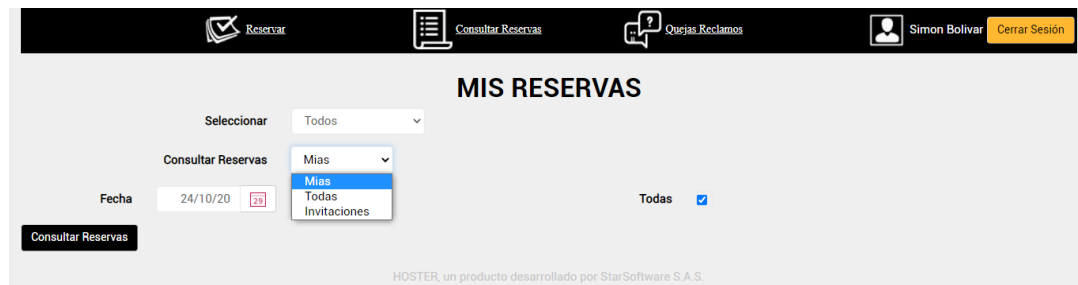 Reservar Consultar Reservas Quejas Reclamos Simon Bolivar Cerrar Sesión
MIS RESERVAS
Seleccionar Todos
Consultar Reservas Mias
Mias
Fecha 24/10/20 29 Todas Todas
Invitaciones
Consultar Reservas
HOSTER, un producto desarrollado por StarSoftware S.A.S.